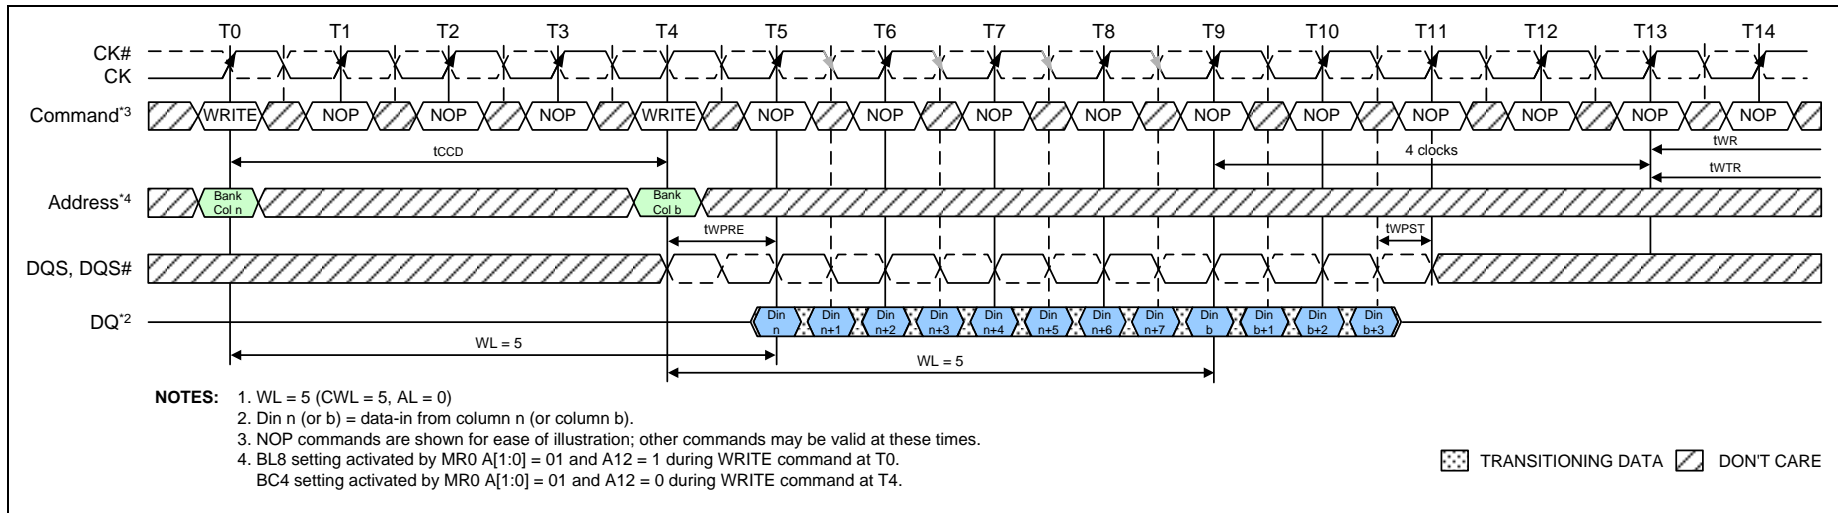 T0 T1 T2 T3 T4 T5 T6 T7 T8 T9 T10 T11 T12 T13 T14
CK#
CK
Command*3 WRITE NOP NOP NOP WRITE NOP NOP NOP NOP NOP NOP NOP NOP NOP NOP
tCCD 4 clocks tWR
tWTR
Address*4 Bank Col n Bank Col b
tWPRE tWPST
DQS, DQS#
DQ*2 Din n Din n+1 Din n+2 Din n+3 Din n+4 Din n+5 Din n+6 Din n+7 Din b Din b+1 Din b+2 Din b+3
WL = 5
WL = 5
NOTES: 1. WL = 5 (CWL = 5, AL = 0)
2. Din n (or b) = data-in from column n (or column b).
3. NOP commands are shown for ease of illustration; other commands may be valid at these times.
4. BL8 setting activated by MR0 A[1:0] = 01 and A12 = 1 during WRITE command at T0.
BC4 setting activated by MR0 A[1:0] = 01 and A12 = 0 during WRITE command at T4.
TRANSITIONING DATA DON'T CARE